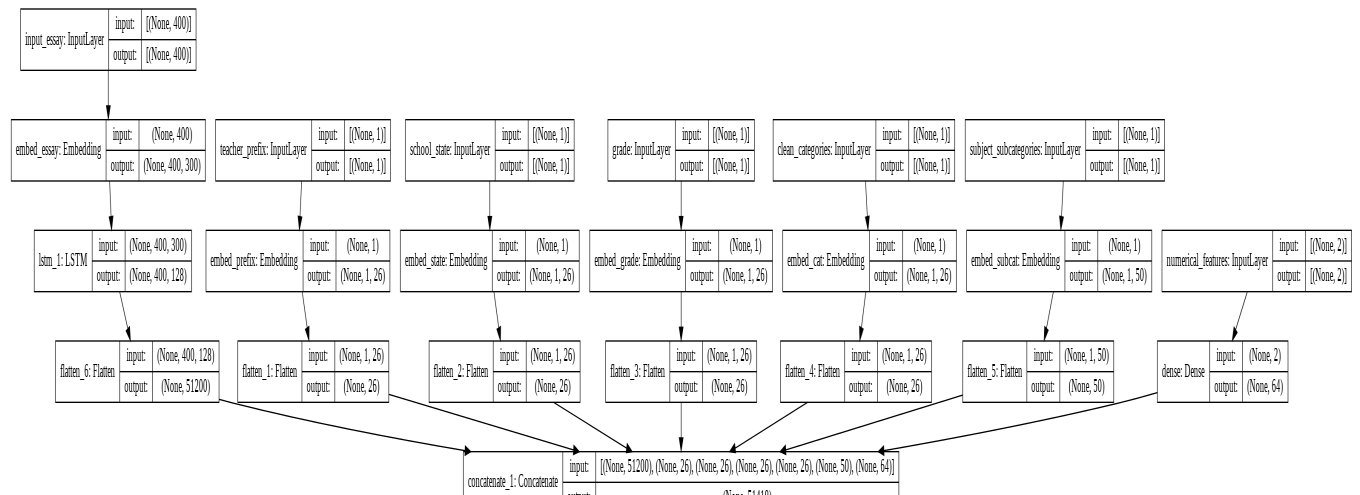 input_essay: InputLayer
input: [(None, 400)]
output: [(None, 400)]
embed_essay: Embedding
input: (None, 400)
output: (None, 400, 300)
teacher_prefix: InputLayer
input: [(None, 1)]
output: [(None, 1)]
school_state: InputLayer
input: [(None, 1)]
output: [(None, 1)]
grade: InputLayer
input: [(None, 1)]
output: [(None, 1)]
clean_categories: InputLayer
input: [(None, 1)]
output: [(None, 1)]
subject_subcategories: InputLayer
input: [(None, 1)]
output: [(None, 1)]
lstm_1: LSTM
input: (None, 400, 300)
output: (None, 400, 128)
embed_prefix: Embedding
input: (None, 1)
output: (None, 1, 26)
embed_state: Embedding
input: (None, 1)
output: (None, 1, 26)
embed_grade: Embedding
input: (None, 1)
output: (None, 1, 26)
embed_cat: Embedding
input: (None, 1)
output: (None, 1, 26)
embed_subcat: Embedding
input: (None, 1)
output: (None, 1, 50)
numerical_features: InputLayer
input: [(None, 2)]
output: [(None, 2)]
flatten_6: Flatten
input: (None, 400, 128)
output: (None, 51200)
flatten_1: Flatten
input: (None, 1, 26)
output: (None, 26)
flatten_2: Flatten
input: (None, 1, 26)
output: (None, 26)
flatten_3: Flatten
input: (None, 1, 26)
output: (None, 26)
flatten_4: Flatten
input: (None, 1, 26)
output: (None, 26)
flatten_5: Flatten
input: (None, 1, 50)
output: (None, 50)
dense: Dense
input: (None, 2)
output: (None, 64)
concatenate_1: Concatenate
input: [(None, 51200), (None, 26), (None, 26), (None, 26), (None, 26), (None, 50), (None, 64)]